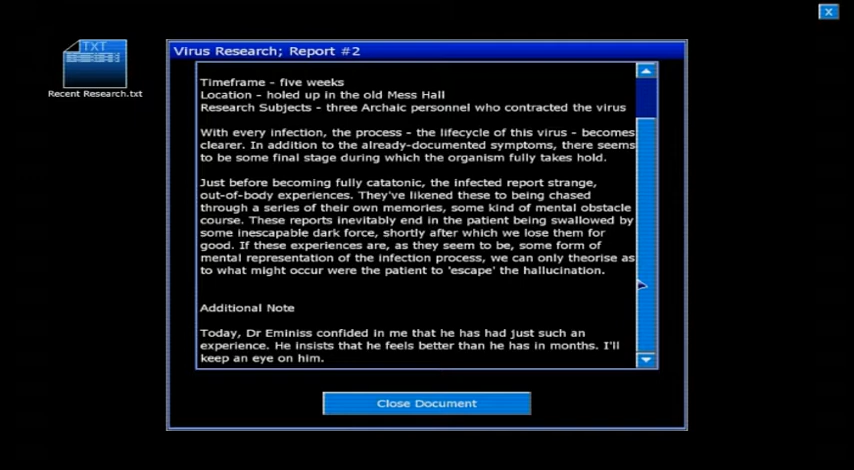 X
TXT
Recent Research.txt
Virus Research; Report #2
Timeframe - five weeks
Location - holed up in the old Mess Hall
Research Subjects - three Archaic personnel who contracted the virus
With every infection, the process - the lifecycle of this virus - becomes
clearer. In addition to the already-documented symptoms, there seems
to be some final stage during which the organism fully takes hold.
Just before becoming fully catatonic, the infected report strange,
out-of-body experiences. They've likened these to being chased
through a series of their own memories, some kind of mental obstacle
course. These reports inevitably end in the patient being swallowed by
some inescapable dark force, shortly after which we lose them for
good. If these experiences are, as they seem to be, some form of
mental representation of the infection process, we can only theorise as
to what might occur were the patient to 'escape' the hallucination.
Additional Note
Today, Dr Eminiss confided in me that he has had just such an
experience. He insists that he feels better than he has in months. I'll
keep an eye on him.
Close Document